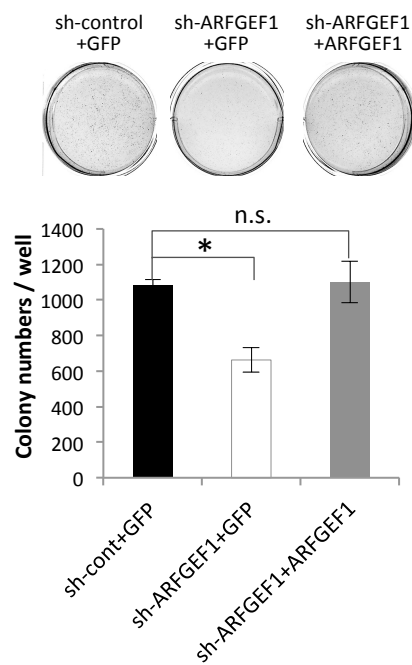 sh-control sh-ARFGEF1 sh-ARFGEF1
+GFP +GFP +ARFGEF1
n.s.
*
1400
1200
1000
800
600
400
200
0
Colony numbers / well
sh-cont+GFP
sh-ARFGEF1+GFP
sh-ARFGEF1+ARFGEF1